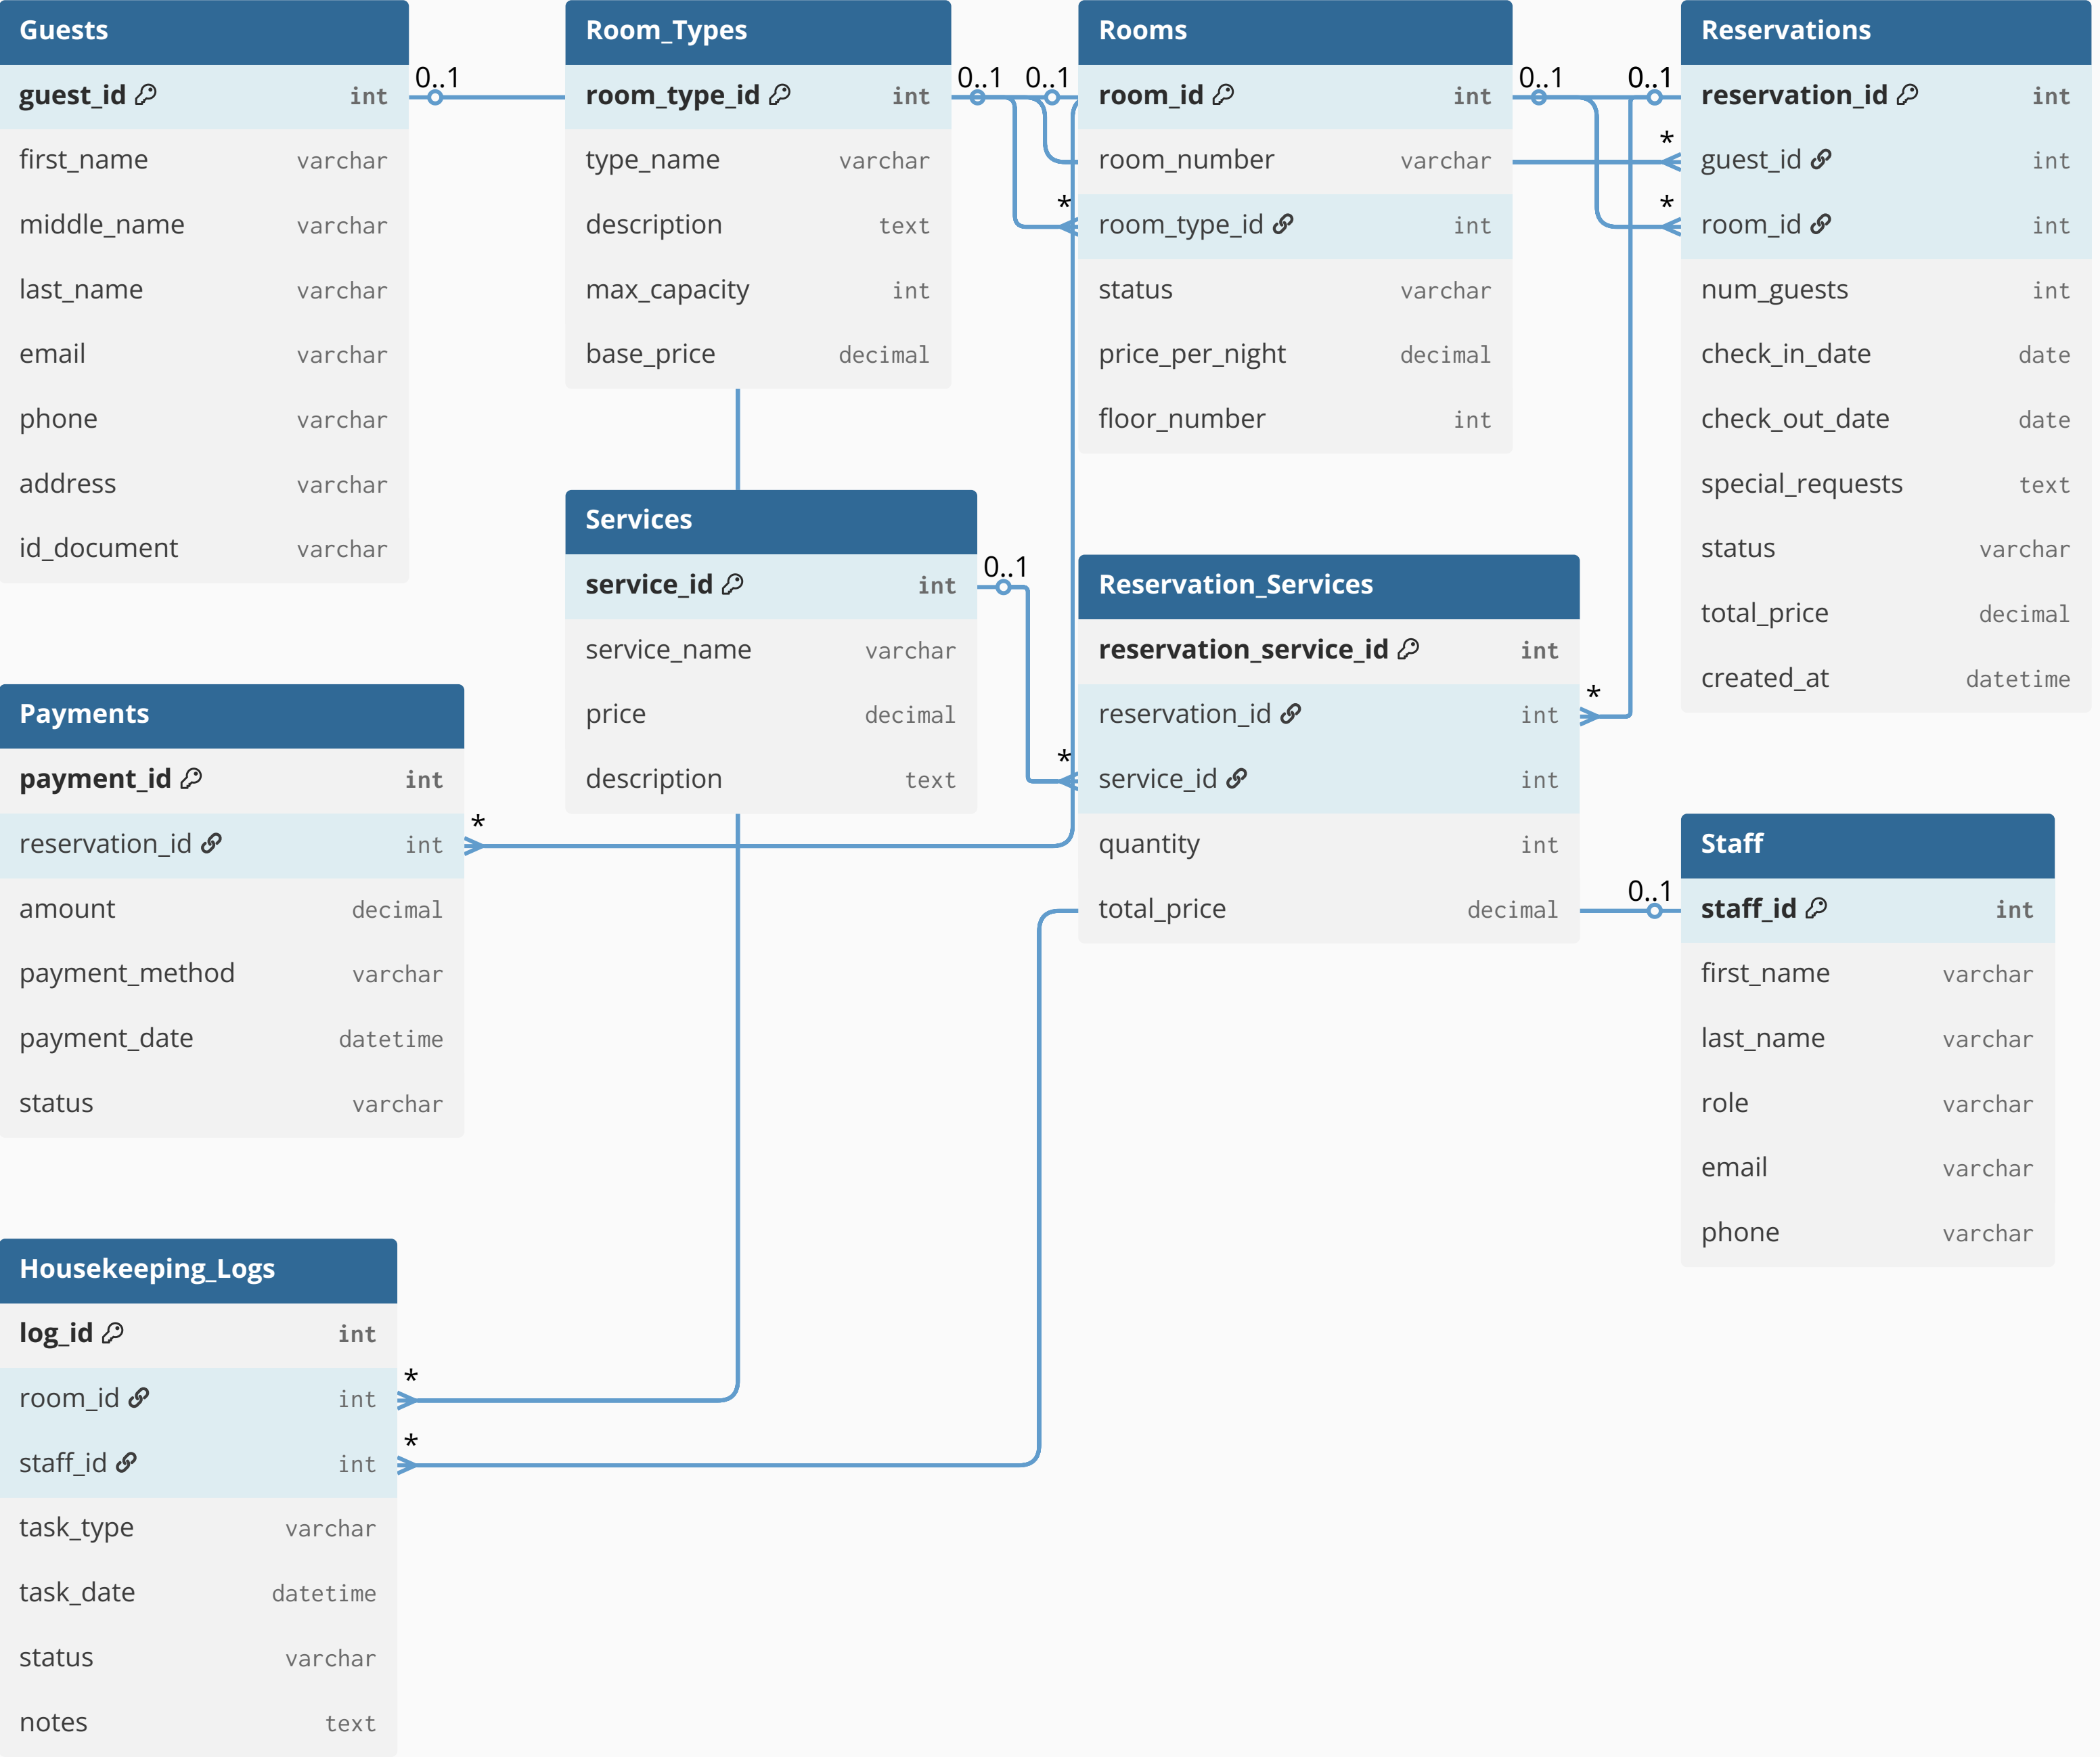 Guests
guest_id int
first_name varchar
middle_name varchar
last_name varchar
email varchar
phone varchar
address varchar
id_document varchar
0..1
Room_Types
room_type_id int
type_name varchar
description text
max_capacity int
base_price decimal
0..1 0..1
*
Rooms
room_id int
room_number varchar
room_type_id int
status varchar
price_per_night decimal
floor_number int
0..1 0..1
*
*
Reservations
reservation_id int
guest_id int
room_id int
num_guests int
check_in_date date
check_out_date date
special_requests text
status varchar
total_price decimal
created_at datetime
Services
service_id int
service_name varchar
price decimal
description text
0..1
*
Reservation_Services
reservation_service_id int
reservation_id int
service_id int
quantity int
total_price decimal
*
Payments
payment_id int
reservation_id int
amount decimal
payment_method varchar
payment_date datetime
status varchar
*
0..1
Staff
staff_id int
first_name varchar
last_name varchar
role varchar
email varchar
phone varchar
Housekeeping_Logs
log_id int
room_id int
staff_id int
task_type varchar
task_date datetime
status varchar
notes text
*
*